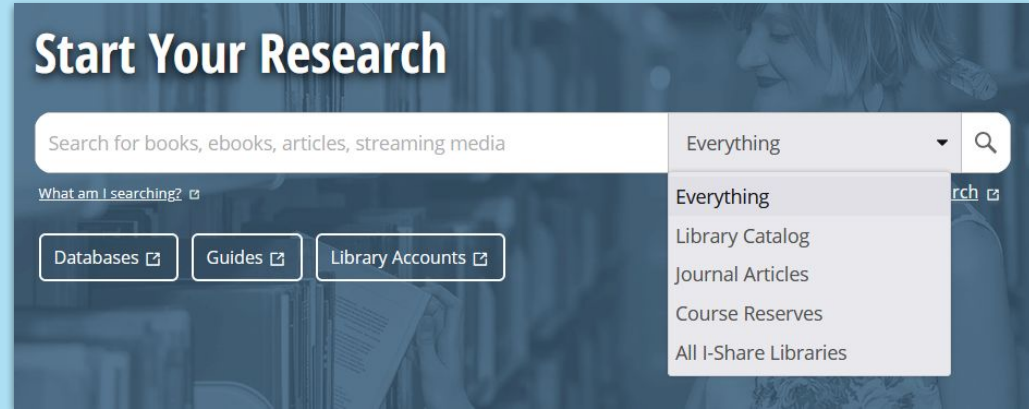 Start Your Research
Search for books, ebooks, articles, streaming media
Everything
What am I searching?
rch
Everything
Library Catalog
Journal Articles
Course Reserves
All I-Share Libraries
Databases
Guides
Library Accounts